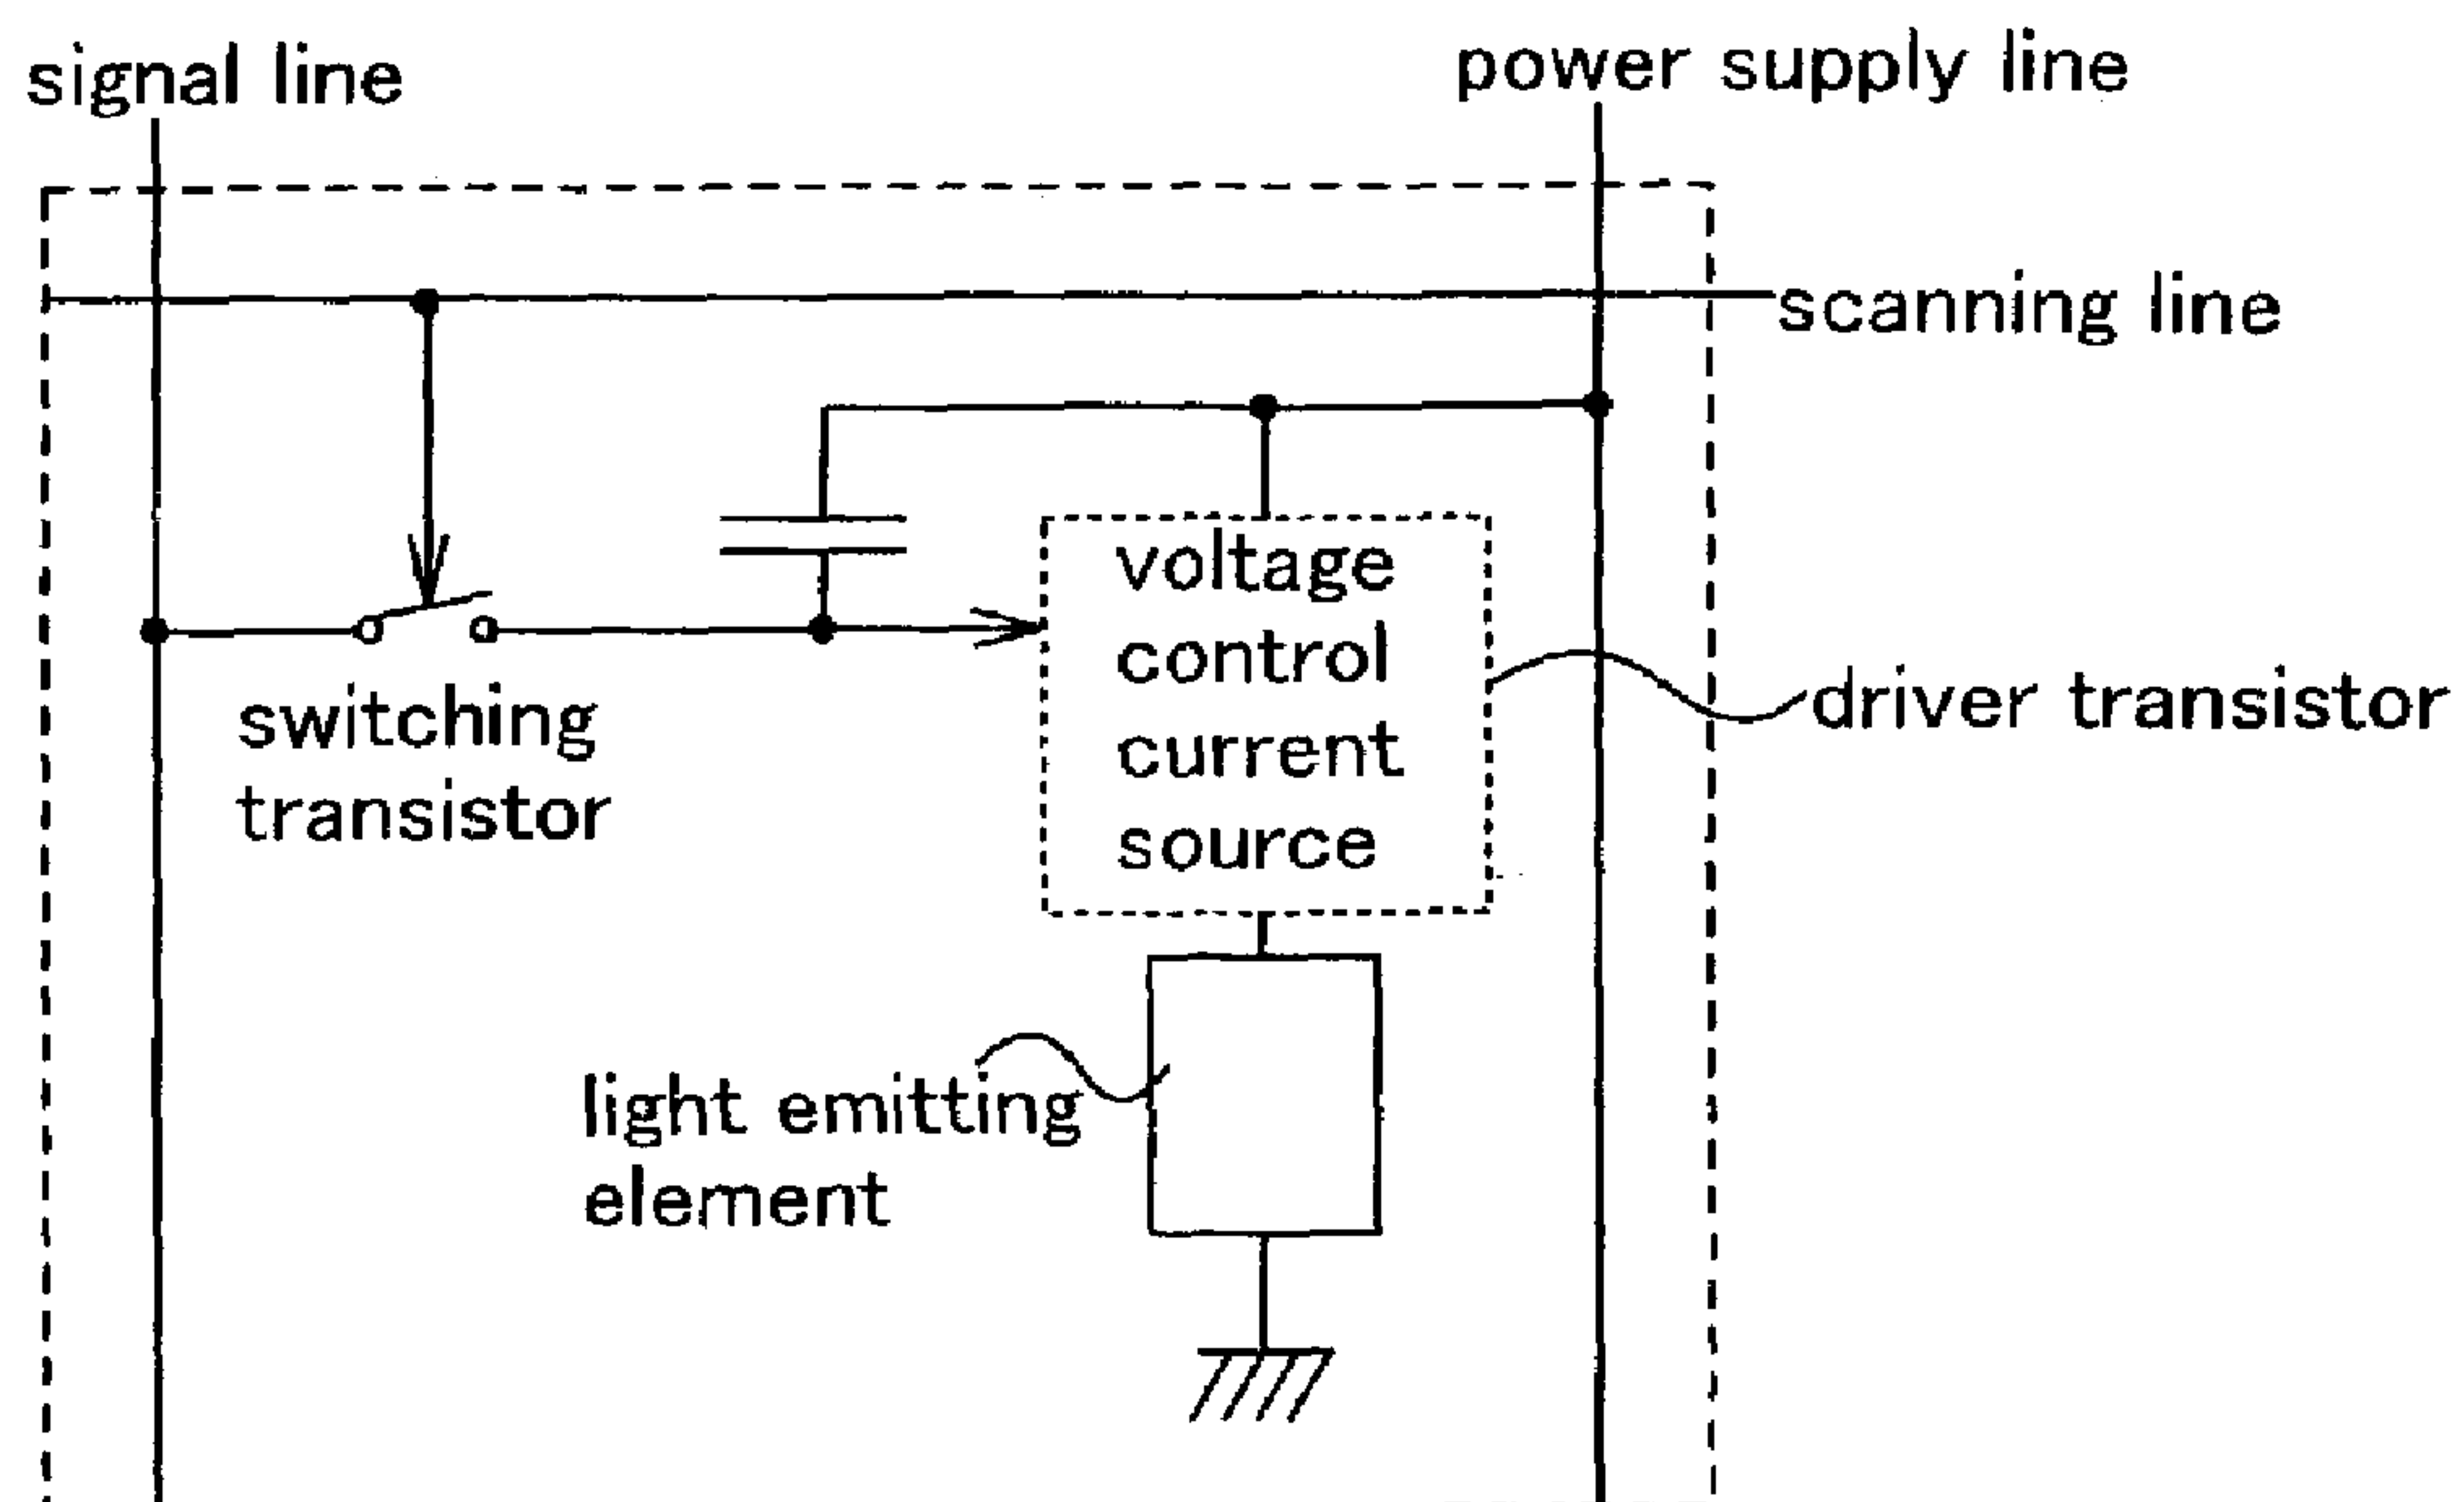 signal line
power supply line
scanning line
voltage
control
current
source
driver transistor
switching
transistor
light emitting
element